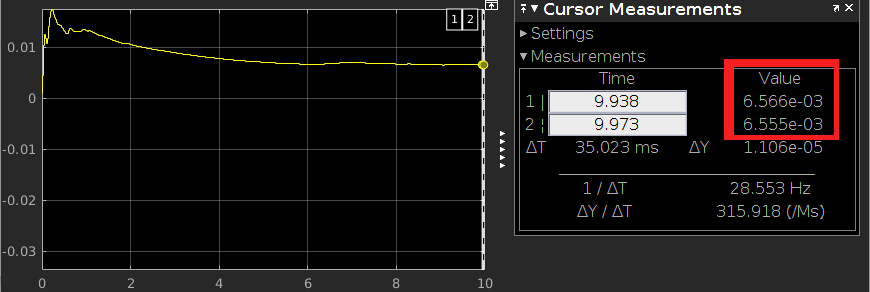 0.01
0
-0.01
-0.02
-0.03
0 2 4 6 8 10
1 2
Cursor Measurements
Settings
Measurements
Time Value
1 | 9.938 6.566e-03
2 ¦ 9.973 6.555e-03
ΔT 35.023 ms ΔY 1.106e-05
1 / ΔT 28.553 Hz
ΔY / ΔT 315.918 (/Ms)